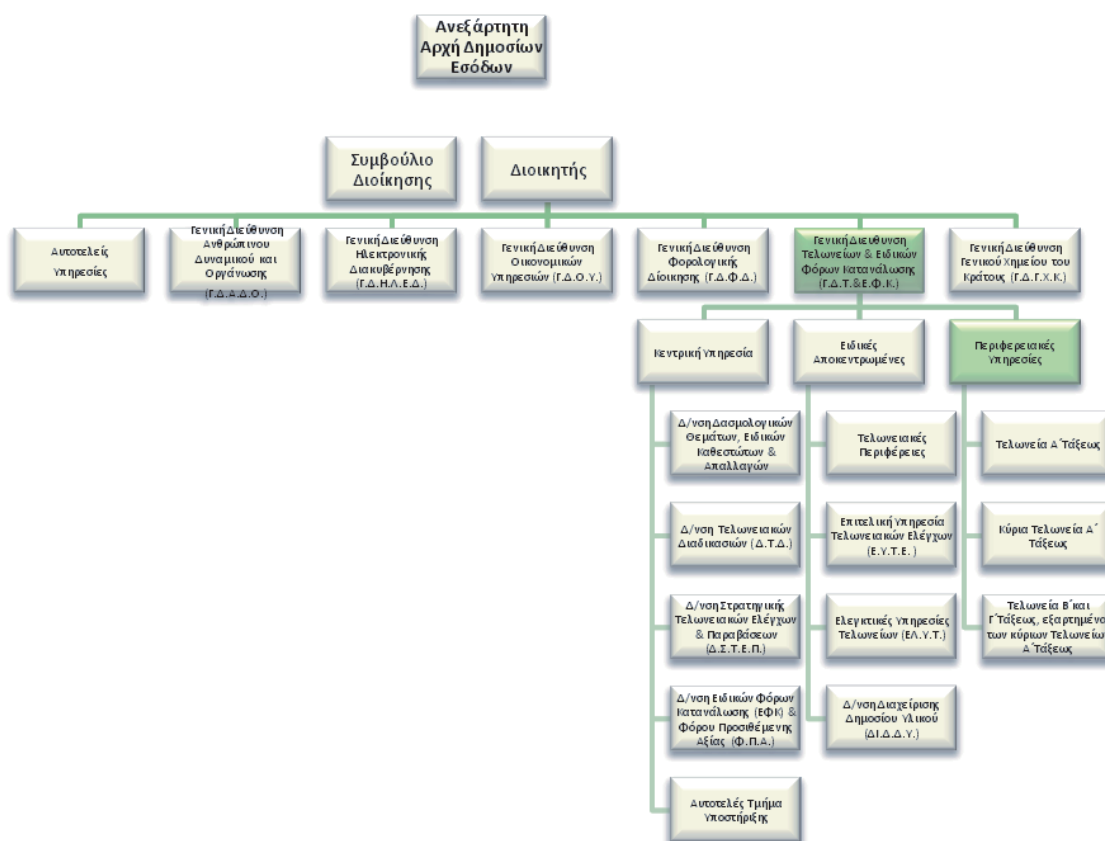 Ανεξάρτητη
Αρχή Δημοσίων
Εσόδων
Συμβούλιο
Διοίκησης
Διοικητής
Αυτοτελείς
Υπηρεσίες
Γενική Διεύθυνση
Ανθρώπινου
Δυναμικού και
Οργάνωσης
(Γ.Δ.Α.Δ.Ο.)
Γενική Διεύθυνση
Ηλεκτρονικής
Διακυβέρνησης
(Γ.Δ.Η.Λ.Ε.Δ.)
Γενική Διεύθυνση
Οικονομικών
Υπηρεσιών (Γ.Δ.Ο.Υ.)
Γενική Διεύθυνση
Φορολογικής
Δίοικησης (Γ.Δ.Φ.Δ.)
Γενική Διευθυνση
Τελωνείων & Ειδικών
Φόρων Κατανάλωσης
(Γ.Δ.Τ.&Ε.Φ.Κ.)
Γενική Διεύθυνση
Γενικού Χημείου του
Κράτους (Γ.Δ.Γ.Χ.Κ.)
Κεντρική Υπηρεσία
Ειδικές
Αποκεντρωμένες
Περιφερειακές
Υπηρεσίες
Δ/νση Δασμολογικών
Θεμάτων, Ειδικών
Καθεστώτων &
Απαλλαγών
Δ/νση Τελωνειακών
Διαδικασιών (Δ.Τ.Δ.)
Δ/νση Στρατηγικής
Τελωνειακών Ελέγχων
& Παραβάσεων
(Δ.Σ.Τ.Ε.Π.)
Δ/νση Ειδικών Φόρων
Κατανάλωσης (ΕΦΚ) &
Φόρου Προσιθέμενης
Αξίας (Φ.Π.Α.)
Αυτοτελές Τμήμα
Υποστήριξης
Τελωνειακές
Περιφέρειες
Επιτελική Υπηρεσία
Τελωνειακών Ελέγχων
(Ε.Υ.Τ.Ε. )
Ελεγκτικές Υπηρεσίες
Τελωνείων (ΕΛ.Υ.Τ.)
Δ/νση Διαχείρισης
Δημοσίου Υλικού
(ΔΙ.Δ.Δ.Υ.)
Τελωνεία Α΄Τάξεως
Κύρια Τελωνεία Α΄
Τάξεως
Τελωνεία Β΄και
Γ΄Τάξεως, εξαρτημένα
των κύριων Τελωνείων
Α΄Τάξεως